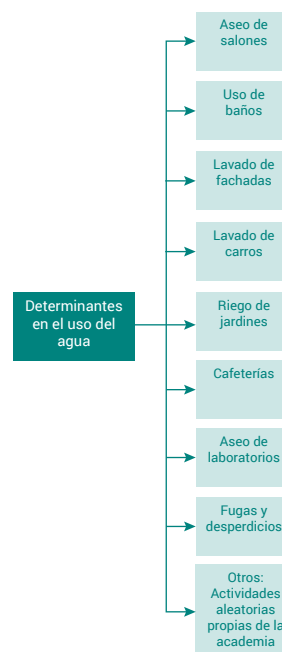 Aseo de
salones
Uso de
baños
Lavado de
fachadas
Lavado de
carros
Determinantes
en el uso del
agua
Riego de
jardines
Cafeterías
Aseo de
laboratorios
Fugas y
desperdicios
Otros:
Actividades
aleatorias
propias de la
academia